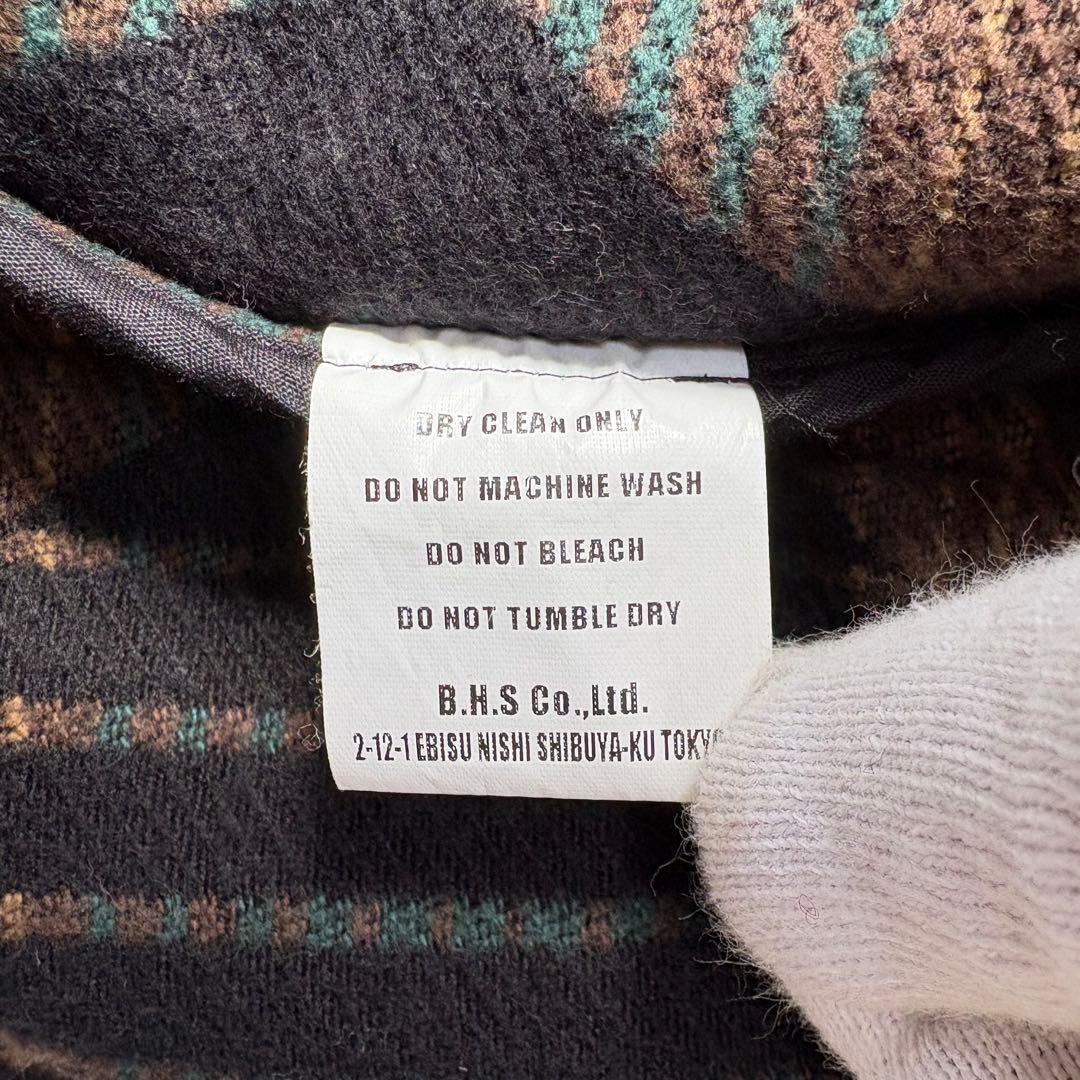 DRY CLEAN ONLY
DO NOT MACHINE WASH
DO NOT BLEACH
DO NOT TUMBLE DRY
B.H.S Co.,Ltd.
2-12-1 EBISU NISHI SHIBUYA-KU TOKYO